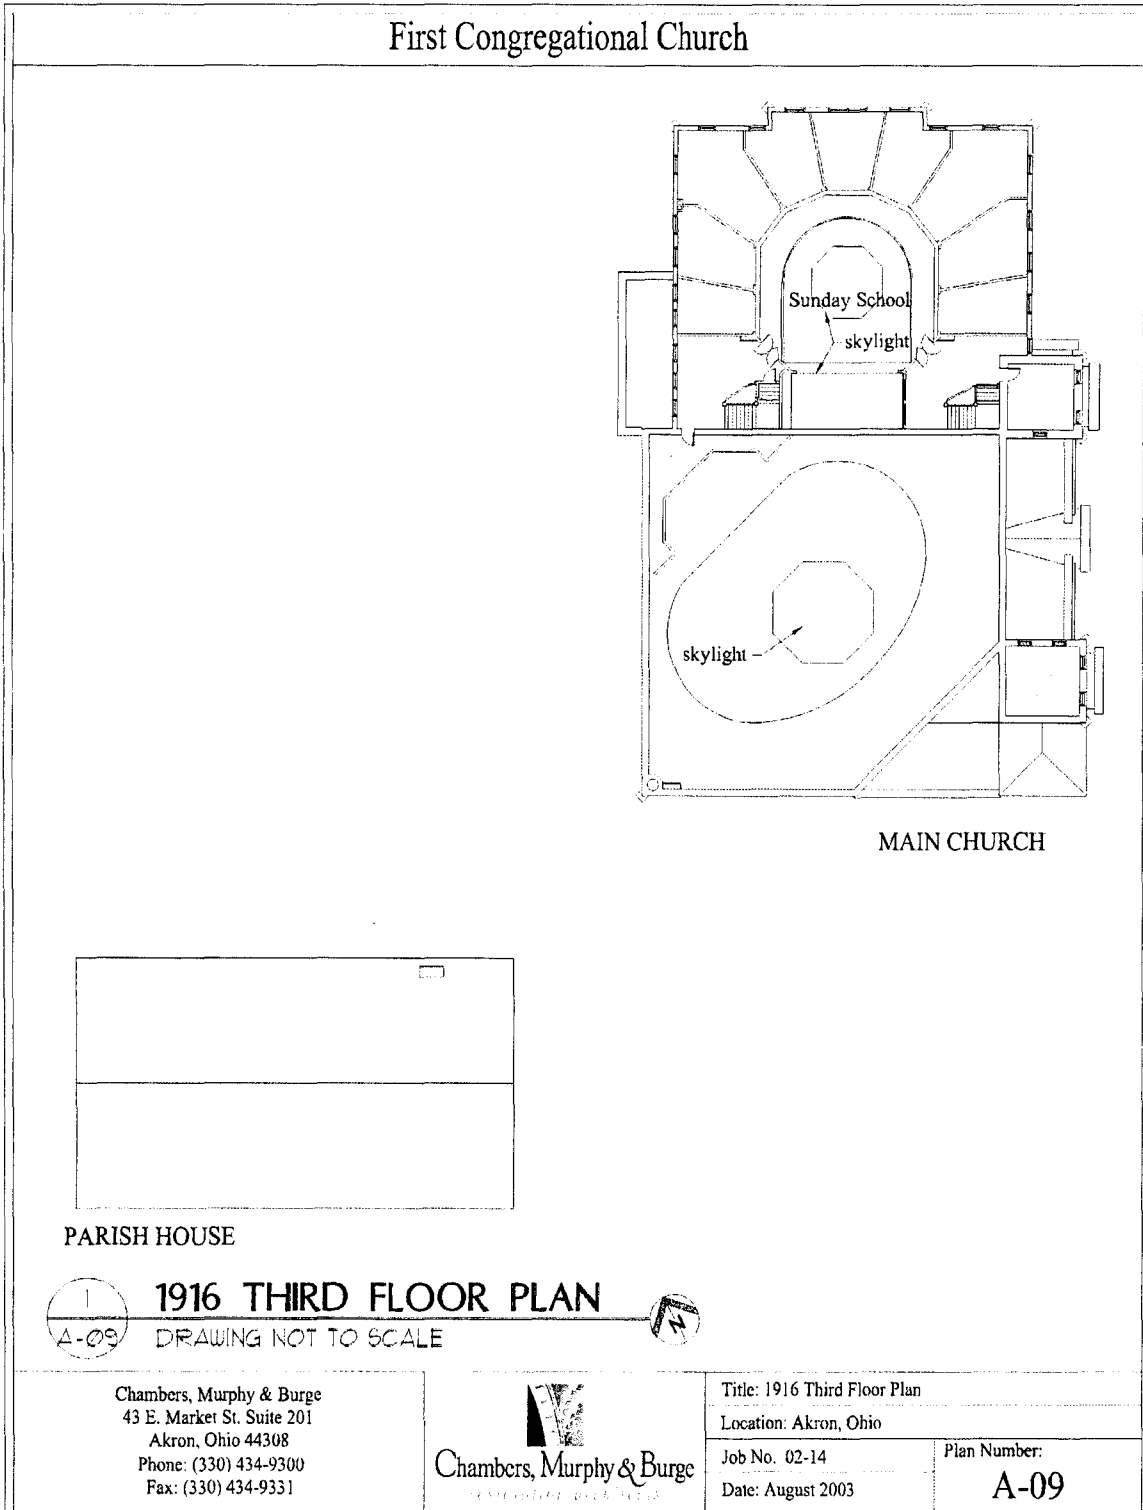 First Congregational Church
Sunday School
skylight
skylight
MAIN CHURCH
PARISH HOUSE
1
A-09
1916 THIRD FLOOR PLAN
DRAWING NOT TO SCALE
N
Chambers, Murphy & Burge
43 E. Market St. Suite 201
Akron, Ohio 44308
Phone: (330) 434-9300
Fax: (330) 434-9331
Chambers, Murphy & Burge
Title: 1916 Third Floor Plan
Location: Akron, Ohio
Job No. 02-14
Date: August 2003
Plan Number:
A-09